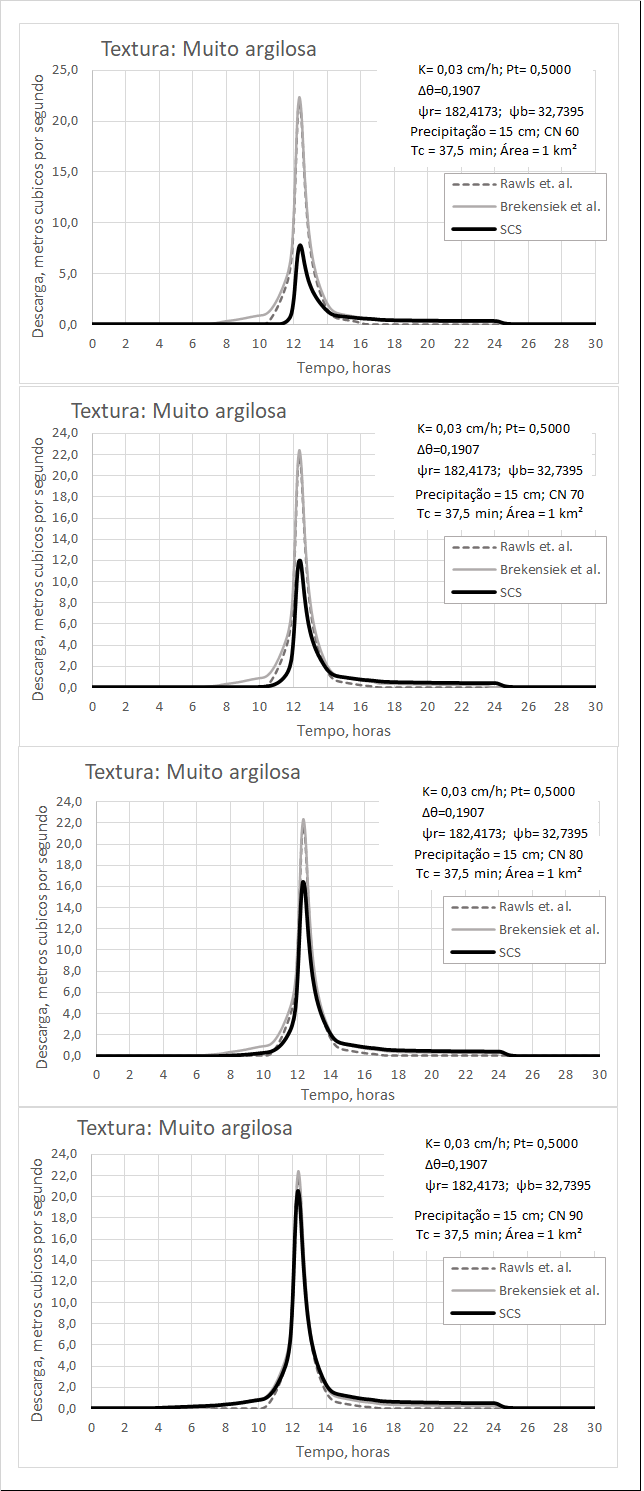 Textura: Muito argilosa
K= 0,03 cm/h; Pt= 0,5000
Δθ=0,1907
ψr= 182,4173; ψb= 32,7395
Precipitação = 15 cm; CN 60
Tc = 37,5 min; Área = 1 km²
Rawls et. al.
Brekensiek et al.
SCS
Descarga, metros cubicos por segundo
25,0
20,0
15,0
10,0
5,0
0,0
0 2 4 6 8 10 12 14 16 18 20 22 24 26 28 30
Tempo, horas
Textura: Muito argilosa
K= 0,03 cm/h; Pt= 0,5000
Δθ=0,1907
ψr= 182,4173; ψb= 32,7395
Precipitação = 15 cm; CN 70
Tc = 37,5 min; Área = 1 km²
Rawls et. al.
Brekensiek et al.
SCS
Descarga, metros cubicos por segundo
24,0
22,0
20,0
18,0
16,0
14,0
12,0
10,0
8,0
6,0
4,0
2,0
0,0
0 2 4 6 8 10 12 14 16 18 20 22 24 26 28 30
Tempo, horas
Textura: Muito argilosa
K= 0,03 cm/h; Pt= 0,5000
Δθ=0,1907
ψr= 182,4173; ψb= 32,7395
Precipitação = 15 cm; CN 80
Tc = 37,5 min; Área = 1 km²
Rawls et. al.
Brekensiek et al.
SCS
Descarga, metros cubicos por segundo
24,0
22,0
20,0
18,0
16,0
14,0
12,0
10,0
8,0
6,0
4,0
2,0
0,0
0 2 4 6 8 10 12 14 16 18 20 22 24 26 28 30
Tempo, horas
Textura: Muito argilosa
K= 0,03 cm/h; Pt= 0,5000
Δθ=0,1907
ψr= 182,4173; ψb= 32,7395
Precipitação = 15 cm; CN 90
Tc = 37,5 min; Área = 1 km²
Rawls et. al.
Brekensiek et al.
SCS
Descarga, metros cubicos por segundo
24,0
22,0
20,0
18,0
16,0
14,0
12,0
10,0
8,0
6,0
4,0
2,0
0,0
0 2 4 6 8 10 12 14 16 18 20 22 24 26 28 30
Tempo, horas